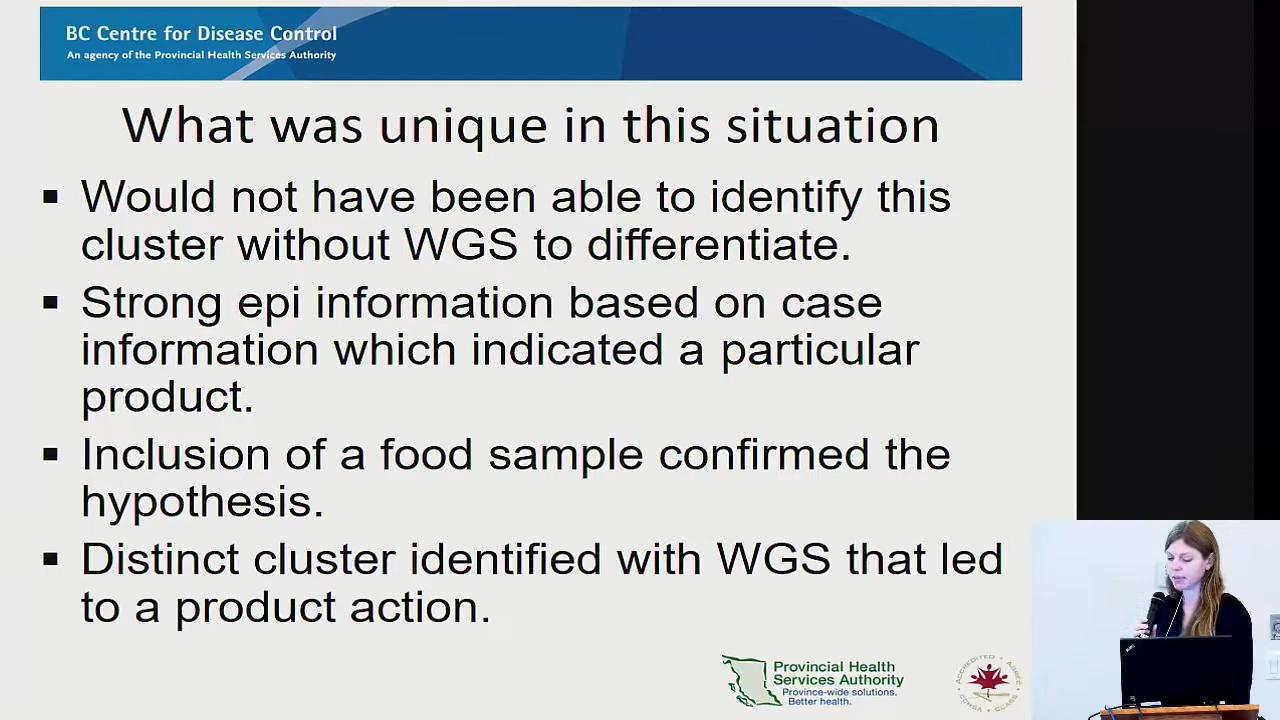 BC Centre for Disease Control
An agency of the Provincial Health Services Authority
What was unique in this situation
▪ Would not have been able to identify this
cluster without WGS to differentiate.
▪ Strong epi information based on case
information which indicated a particular
product.
▪ Inclusion of a food sample confirmed the
hypothesis.
▪ Distinct cluster identified with WGS that led
to a product action.
Provincial Health
Services Authority
Province-wide solutions.
Better health.